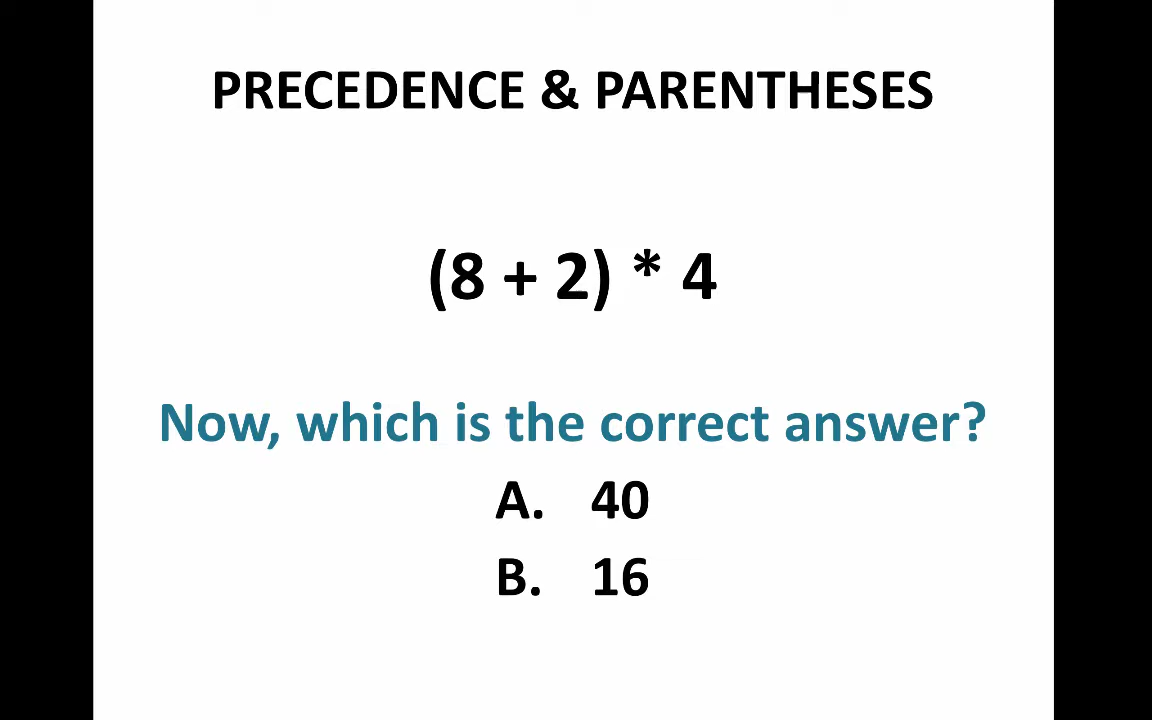 PRECEDENCE & PARENTHESES
(8 + 2) * 4
Now, which is the correct answer?
A. 40
B. 16